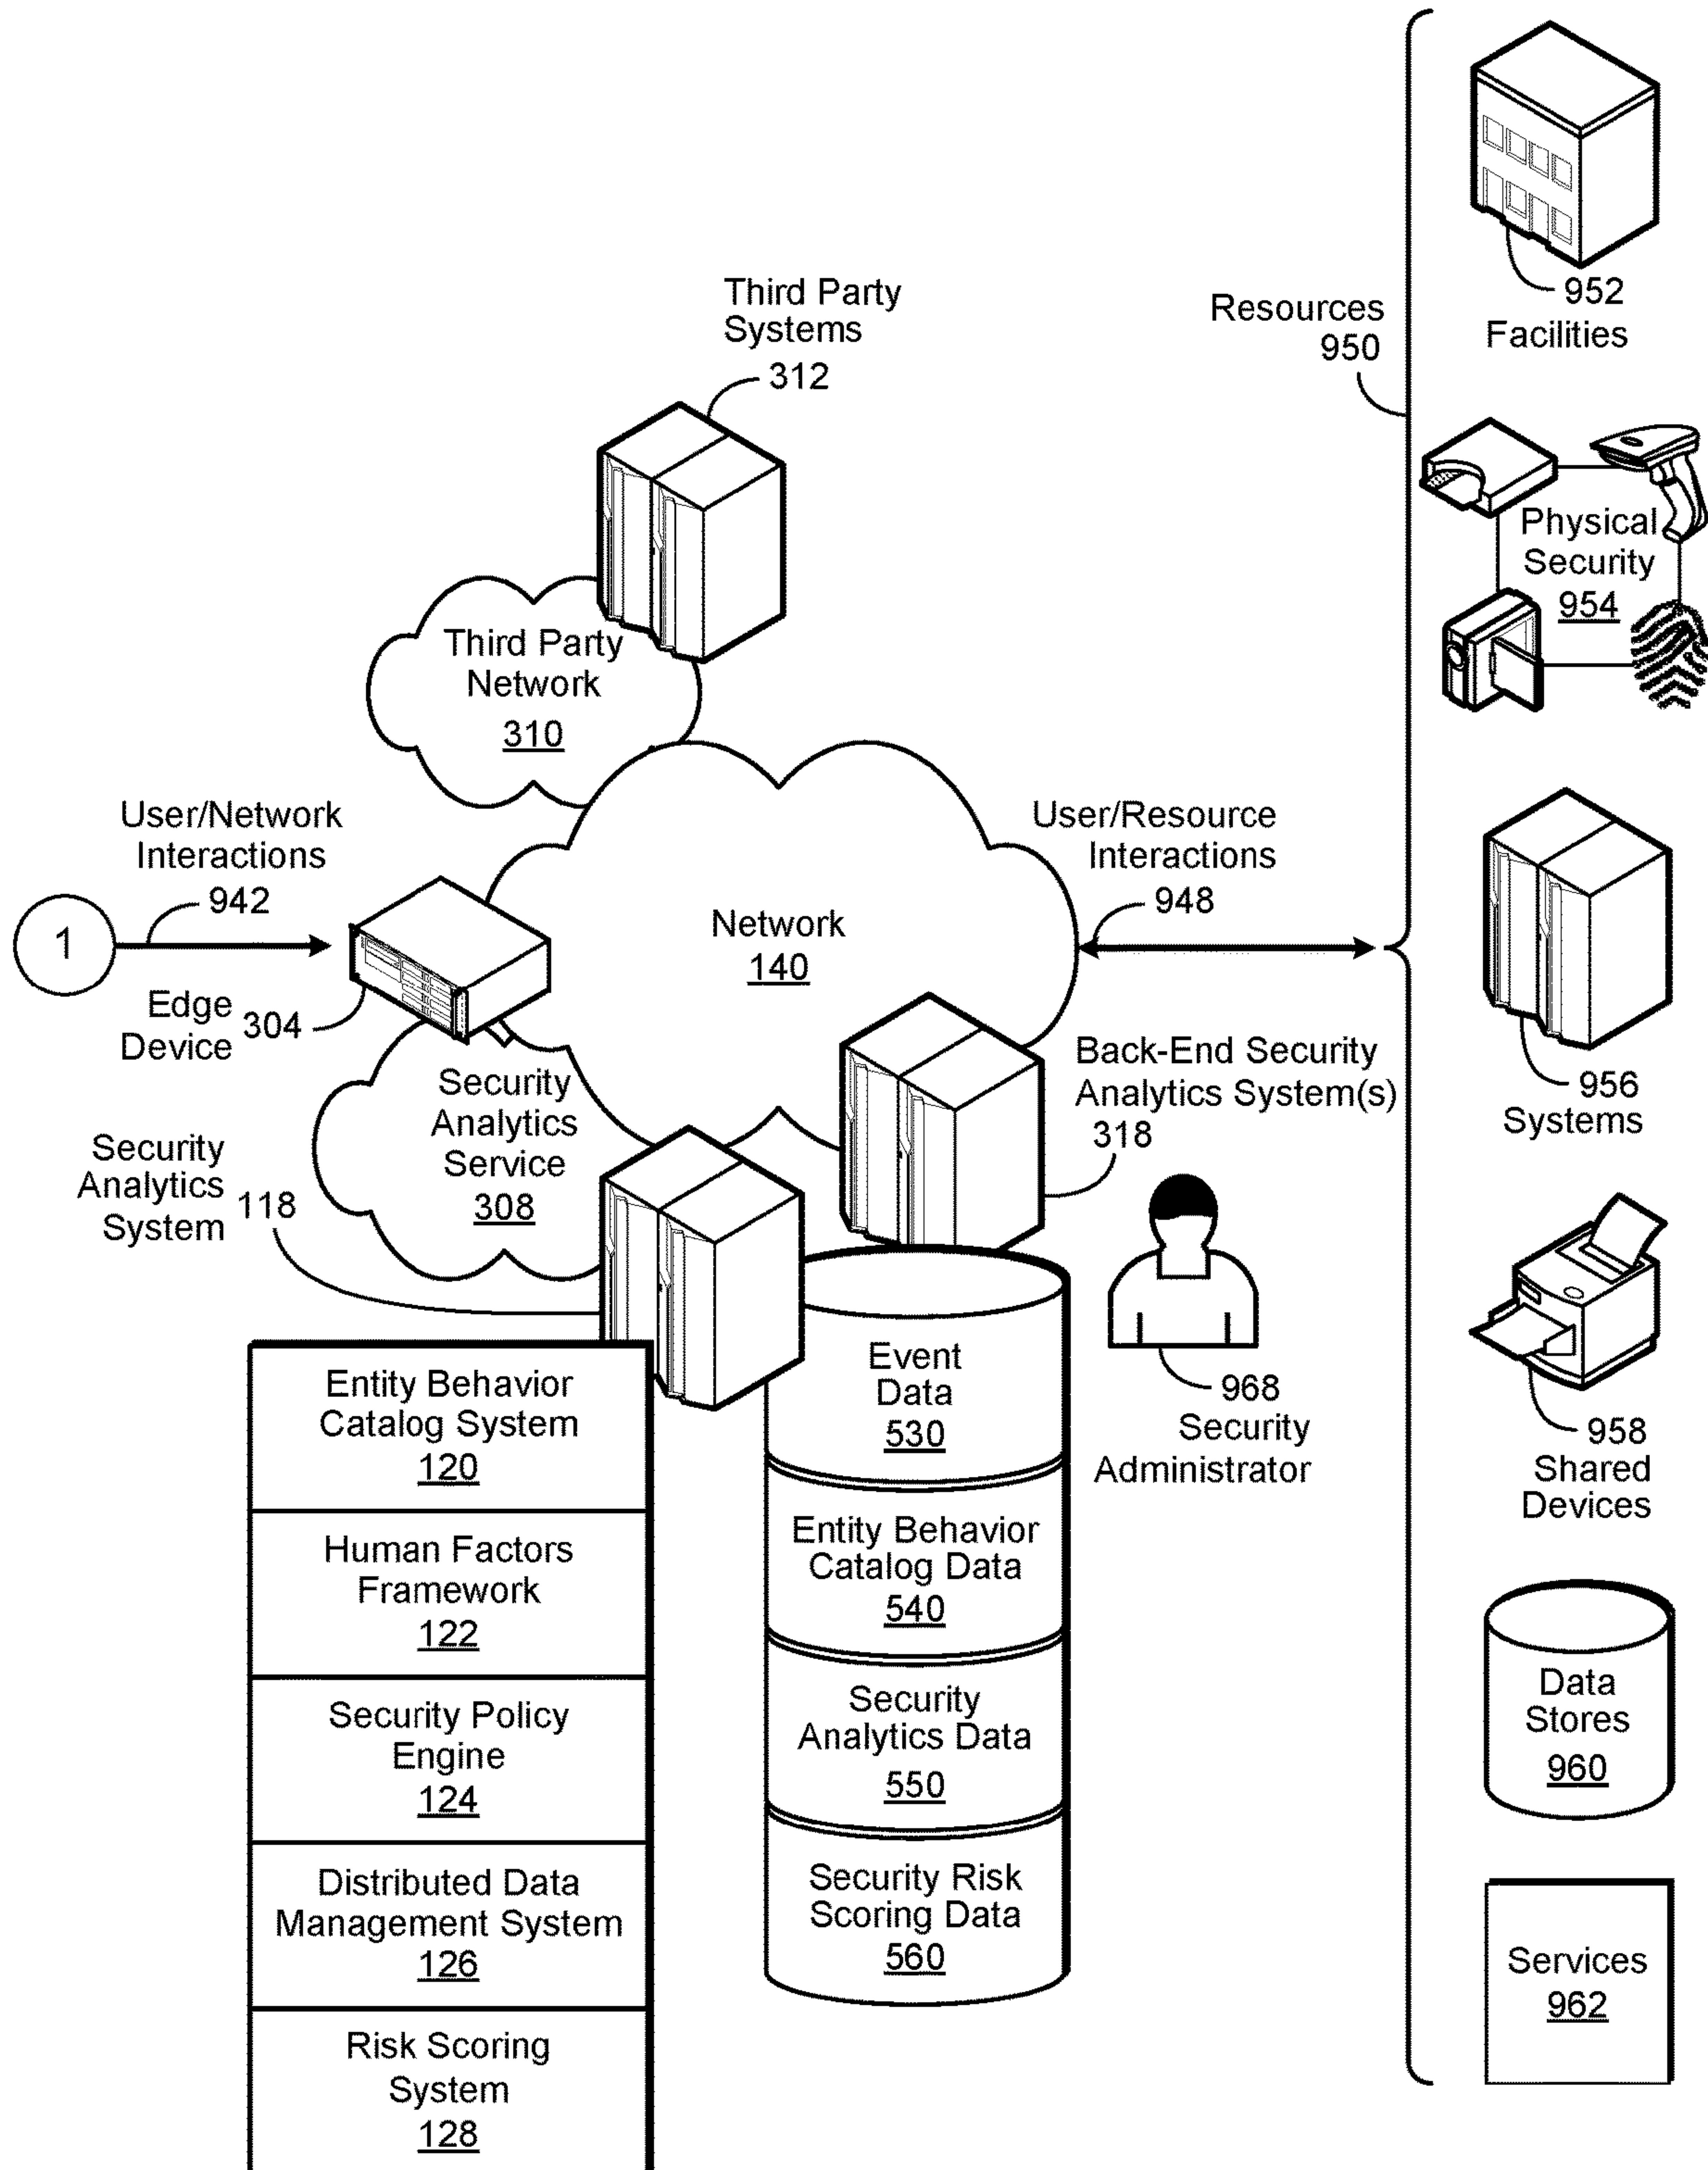 Third Party
Systems
312
Third Party
Network
310
User/Network
Interactions
942
1
Edge
Device
304
Network
140
User/Resource
Interactions
948
Security
Analytics
Service
308
Security
Analytics
System
118
Back-End Security
Analytics System(s)
318
Entity Behavior
Catalog System
120
Human Factors
Framework
122
Security Policy
Engine
124
Distributed Data
Management System
126
Risk Scoring
System
128
Event
Data
530
Entity Behavior
Catalog Data
540
Security
Analytics Data
550
Security Risk
Scoring Data
560
968
Security
Administrator
Resources
950
952
Facilities
Physical
Security
954
956
Systems
958
Shared
Devices
Data
Stores
960
Services
962